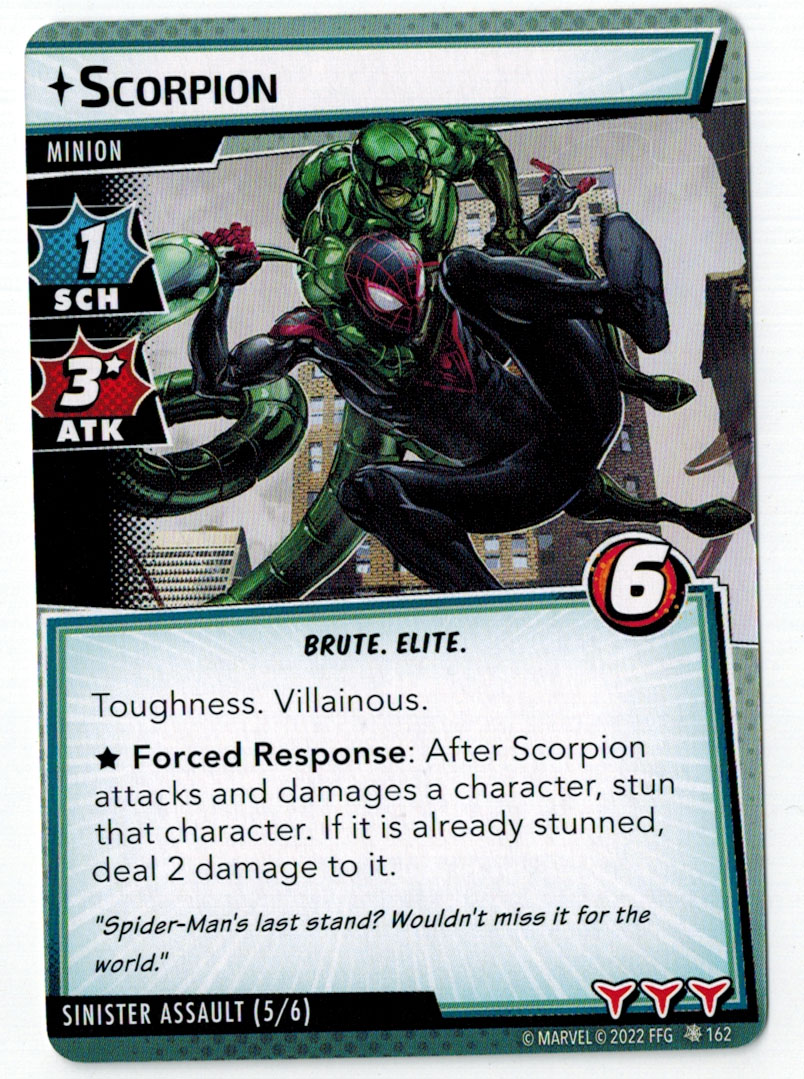 SCORPION
MINION
1
SCH
3
ATK
6
BRUTE. ELITE.
Toughness. Villainous.
★ Forced Response: After Scorpion
attacks and damages a character, stun
that character. If it is already stunned,
deal 2 damage to it.
"Spider-Man's last stand? Wouldn't miss it for the
world."
SINISTER ASSAULT (5/6)
© MARVEL © 2022 FFG 162